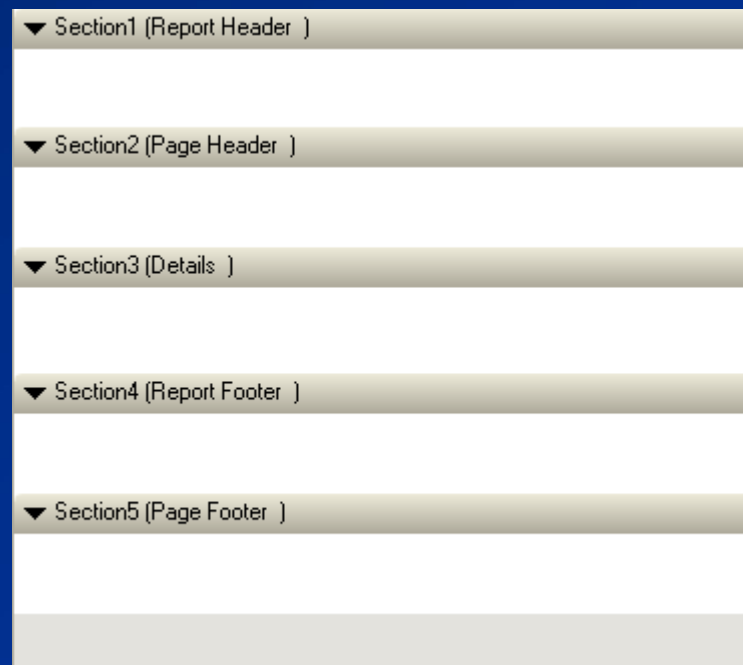 Section1 (Report Header  )
Section2 (Page Header  )
Section3 (Details  )
Section4 (Report Footer  )
Section5 (Page Footer  )